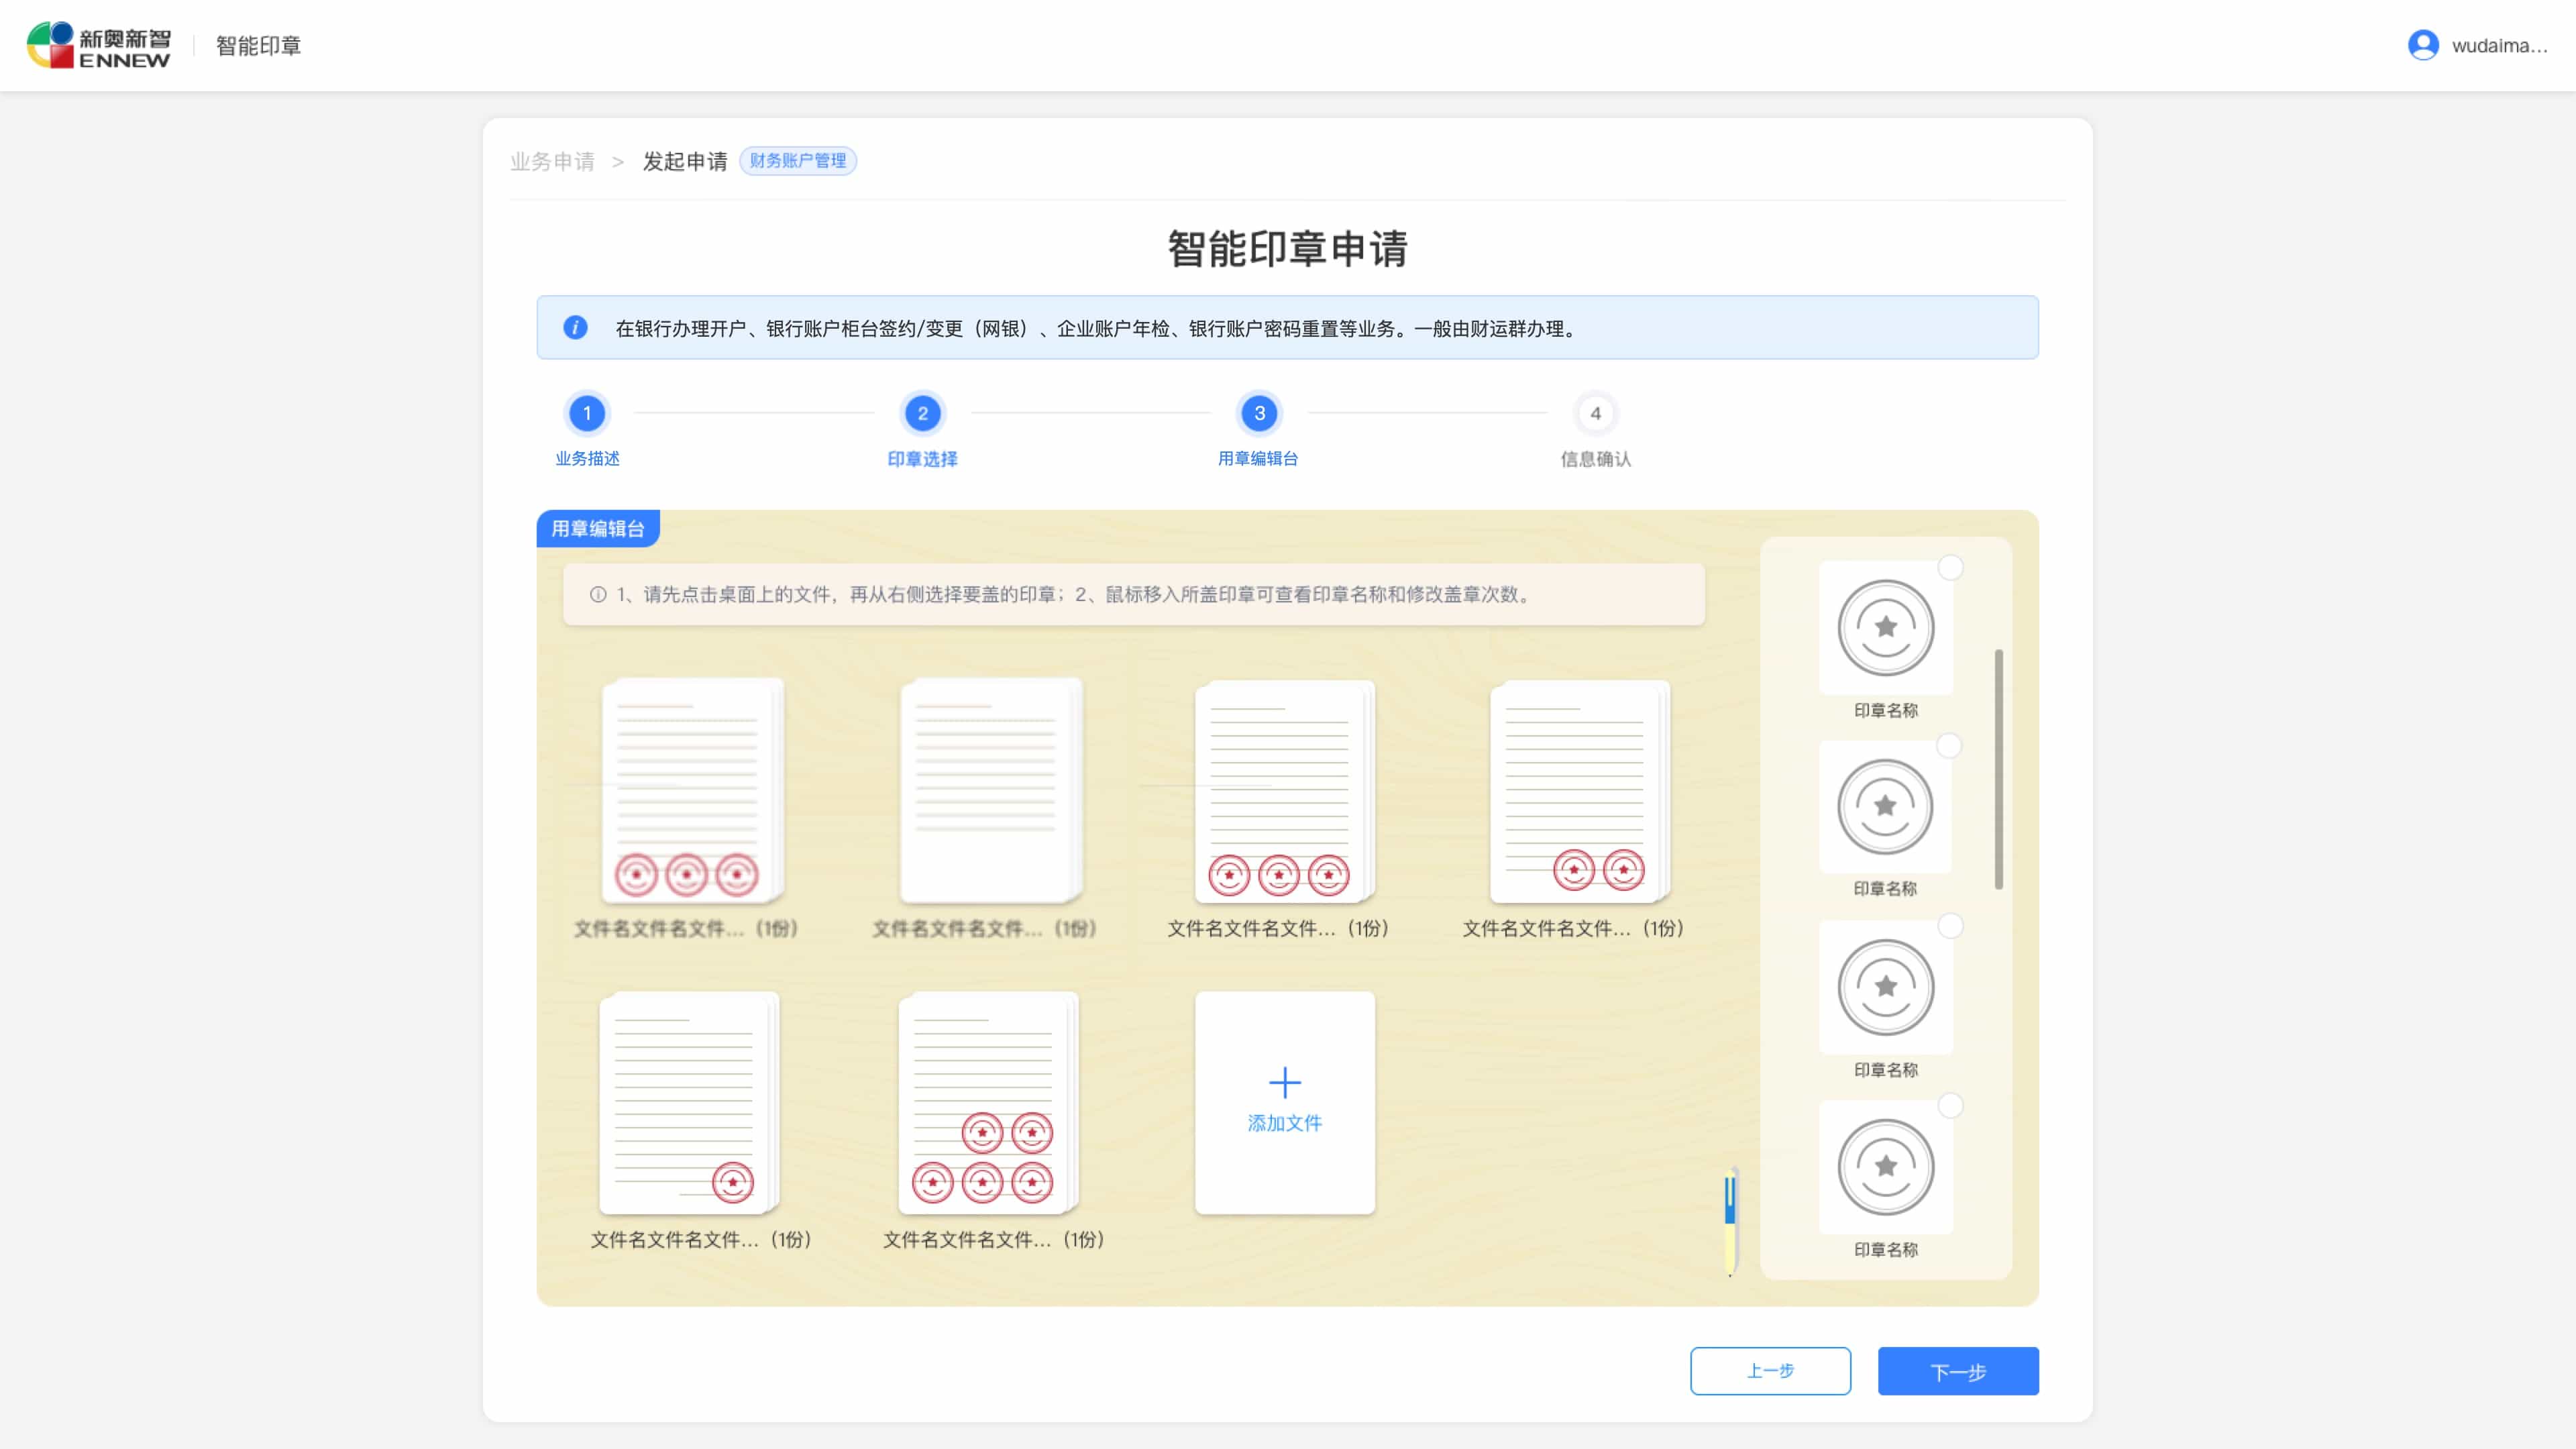 新奥新智
ENNEW
智能印章
wudaima...
业务申请 > 发起申请 财务账户管理
智能印章申请
在银行办理开户、银行账户柜台签约/变更（网银）、企业账户年检、银行账户密码重置等业务。一般由财运群办理。
1
2
3
4
业务描述
印章选择
用章编辑台
信息确认
用章编辑台
1、请先点击桌面上的文件，再从右侧选择要盖的印章；2、鼠标移入所盖印章可查看印章名称和修改盖章次数。
文件名文件名文件...（1份）
文件名文件名文件...（1份）
文件名文件名文件...（1份）
文件名文件名文件...（1份）
文件名文件名文件...（1份）
文件名文件名文件...（1份）
添加文件
印章名称
印章名称
印章名称
印章名称
上一步
下一步